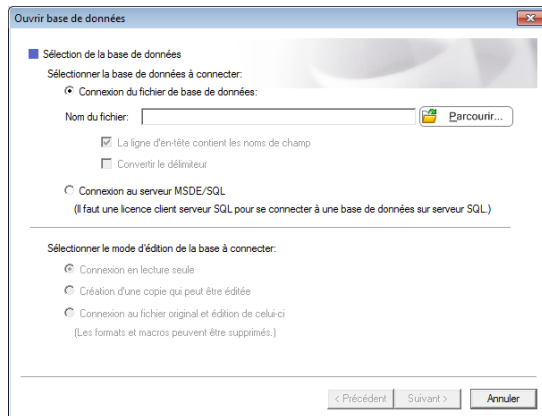 Ouvrir base de données
Sélection de la base de données
Sélectionner la base de données à connecter:
Connexion du fichier de base de données:
Nom du fichier:
Parcourir...
La ligne d'en-tête contient les noms de champ
Convertir le délimiteur
Connexion au serveur MSDE/SQL
(Il faut une licence client serveur SQL pour se connecter à une base de données sur serveur SQL.)
Sélectionner le mode d'édition de la base à connecter:
Connexion en lecture seule
Création d'une copie qui peut être éditée
Connexion au fichier original et édition de celui-ci
(Les formats et macros peuvent être supprimés.)
< Précédent Suivant > Annuler